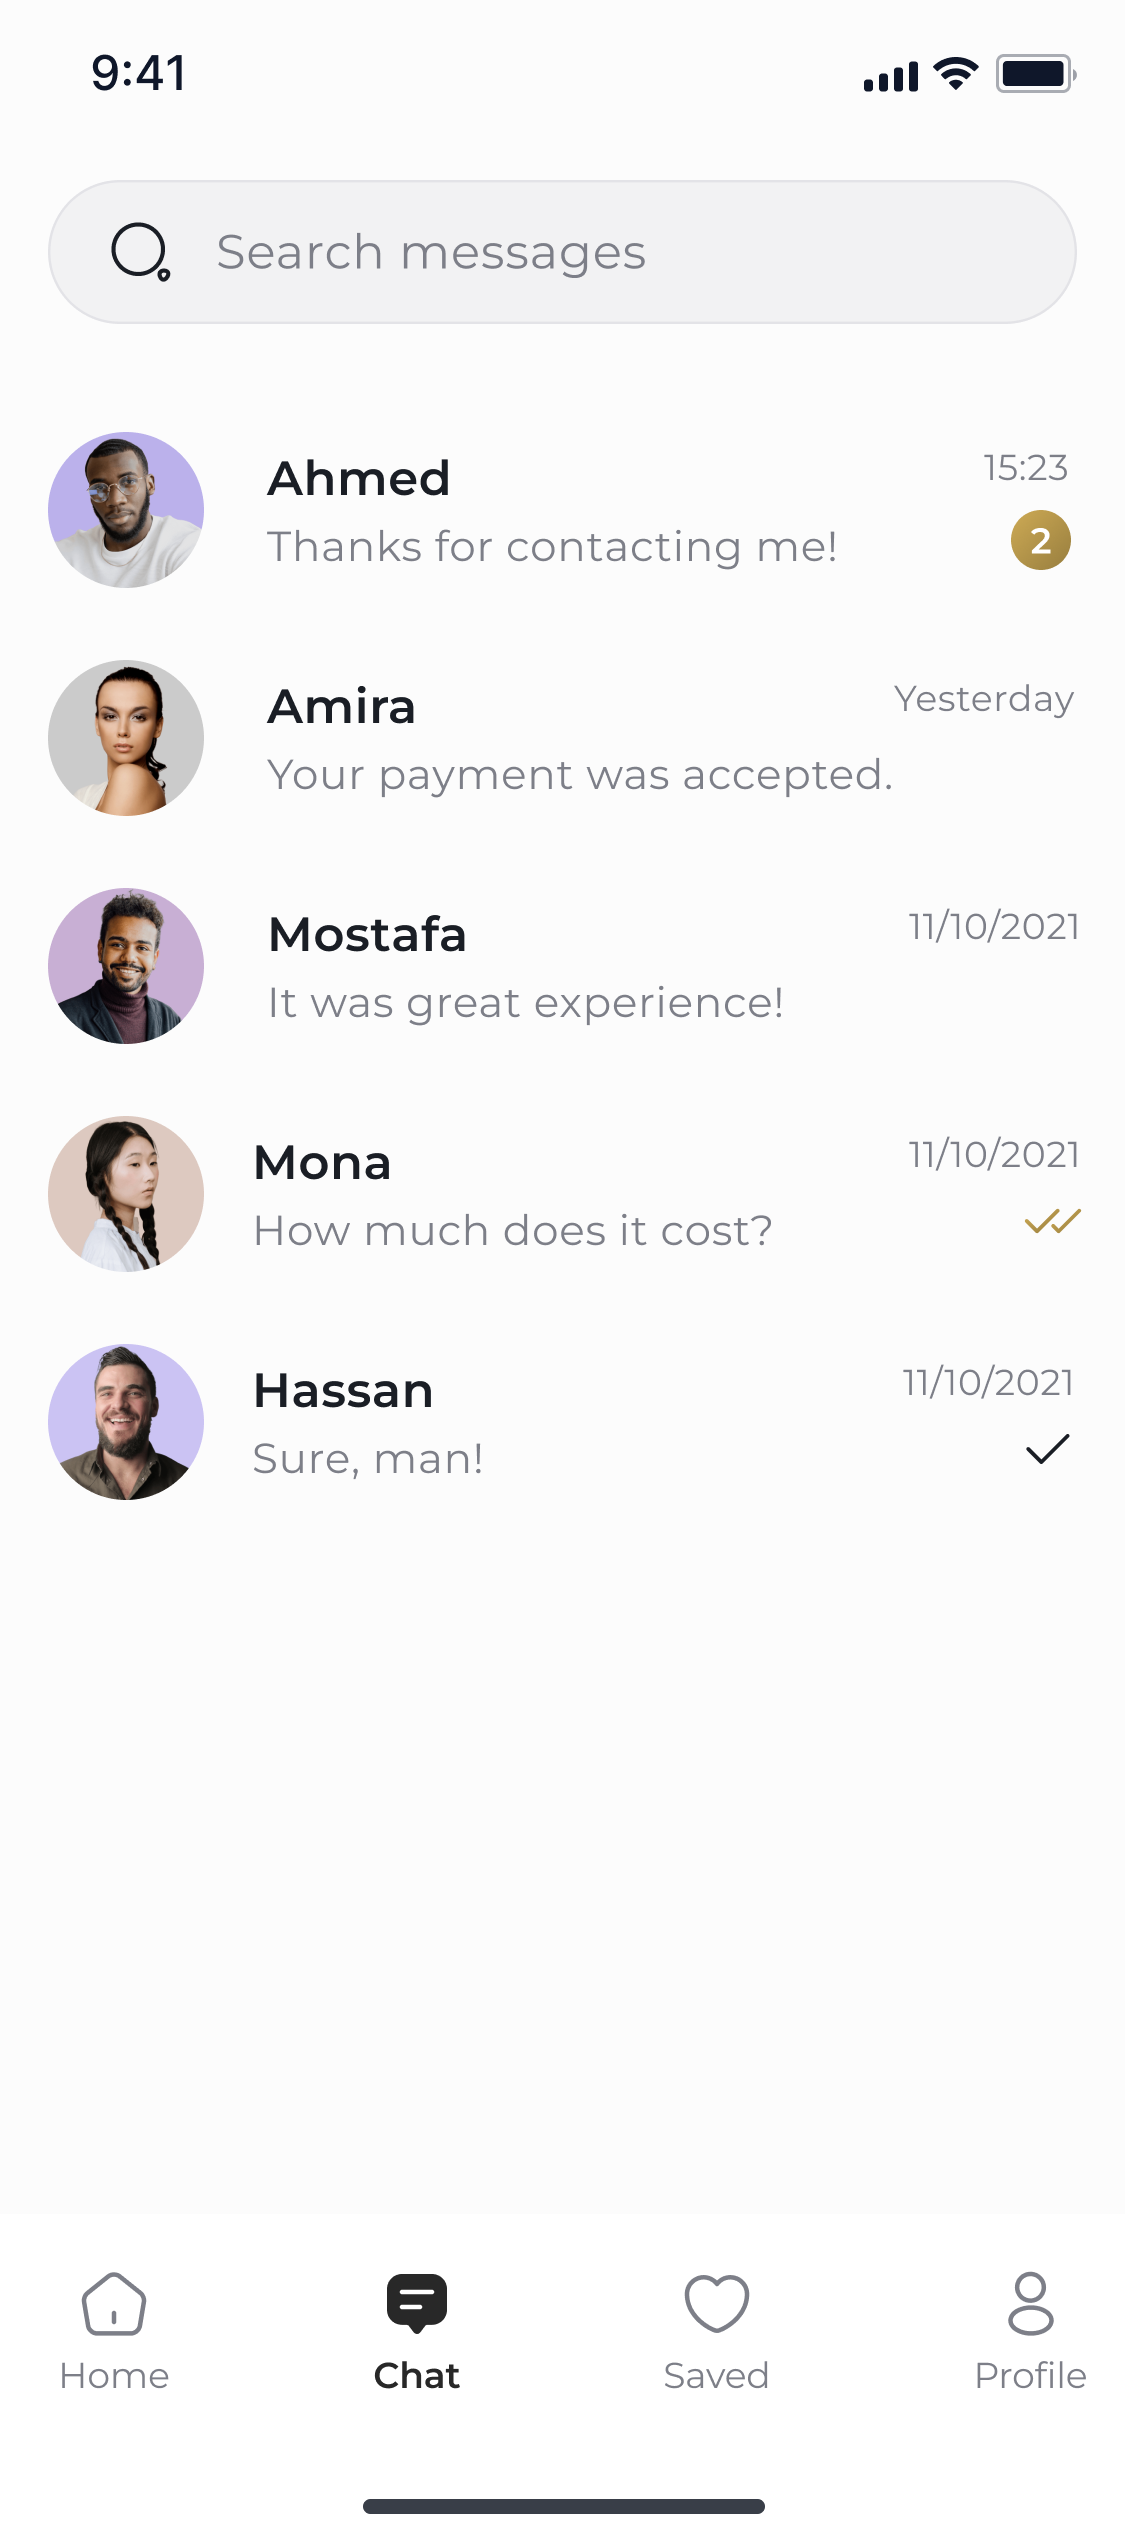 9:41
Search messages
Ahmed
15:23
Thanks for contacting me!
2
Amira
Yesterday
Your payment was accepted.
Mostafa
11/10/2021
It was great experience!
Mona
11/10/2021
How much does it cost?
Hassan
11/10/2021
Sure, man!
Home
Chat
Saved
Profile